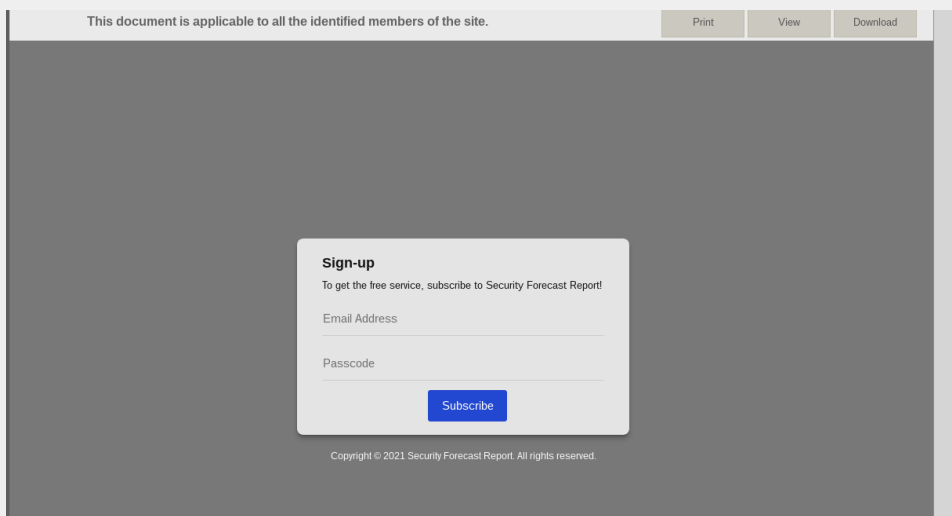 This document is applicable to all the identified members of the site.
Print
View
Download
Sign-up
To get the free service, subscribe to Security Forecast Report!
Email Address
Passcode
Subscribe
Copyright © 2021 Security Forecast Report. All rights reserved.